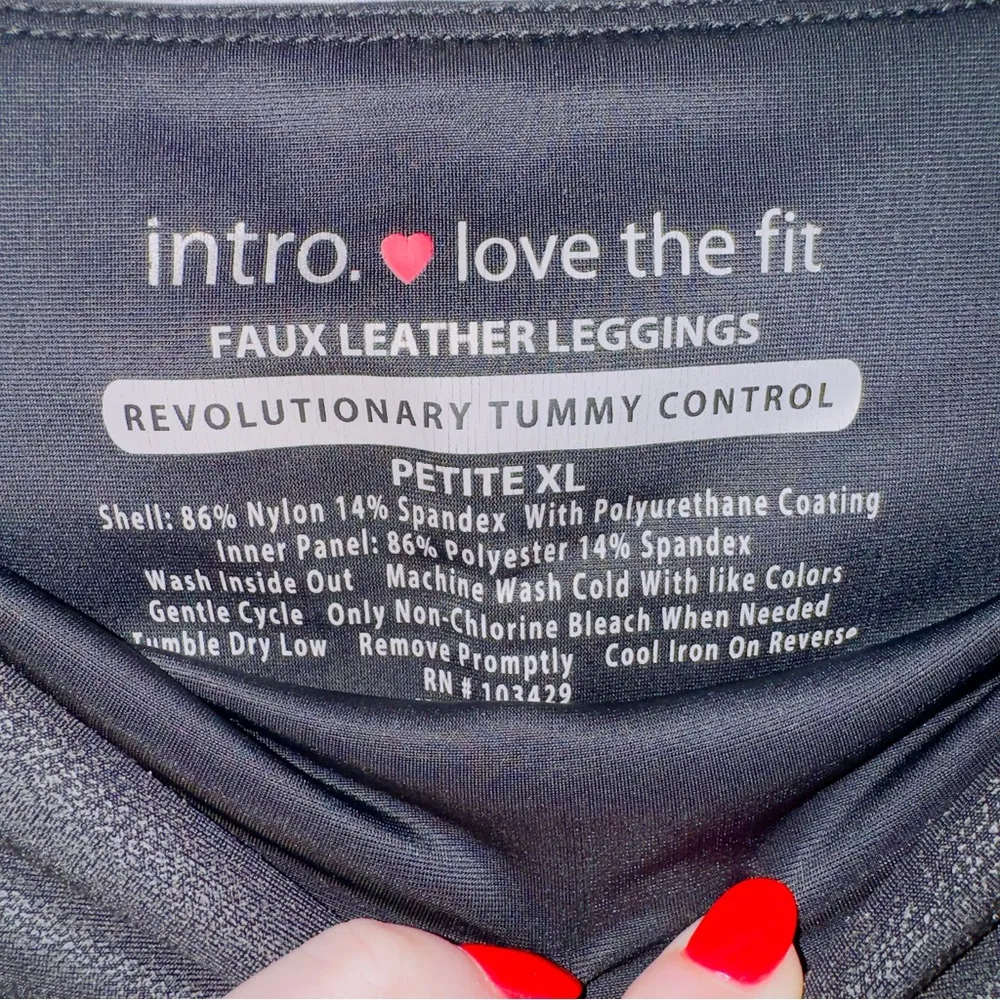 intro. ♥ love the fit
FAUX LEATHER LEGGINGS
REVOLUTIONARY TUMMY CONTROL
PETITE XL
Shell: 86% Nylon 14% Spandex With Polyurethane Coating
Inner Panel: 86% Polyester 14% Spandex
Wash Inside Out Machine Wash Cold With like Colors
Gentle Cycle Only Non-Chlorine Bleach When Needed
Tumble Dry Low Remove Promptly Cool Iron On Reverse
RN # 103429